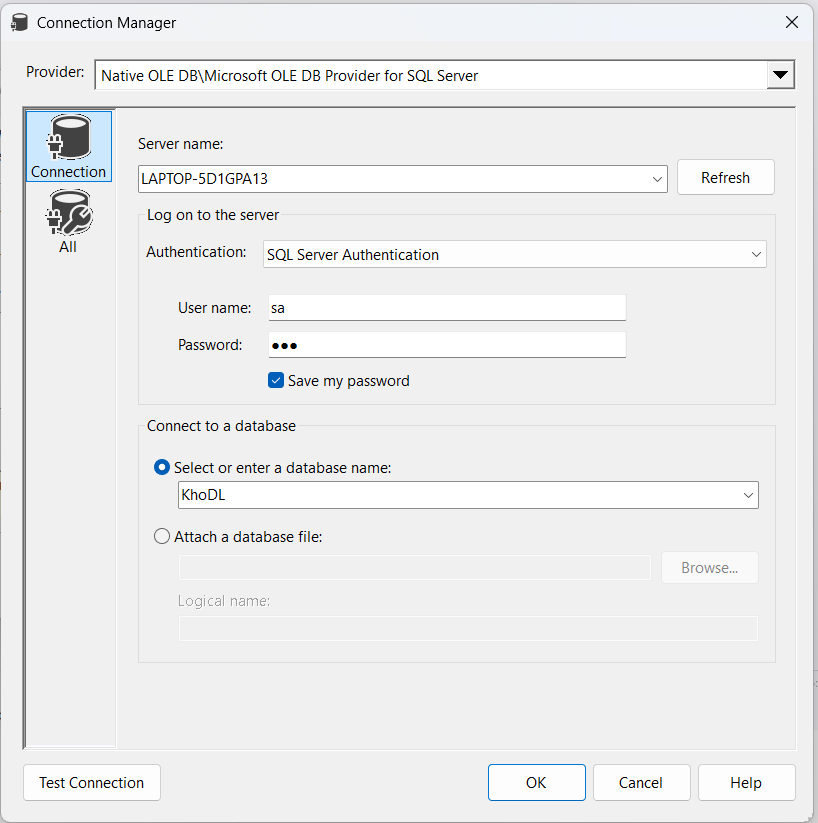 Connection Manager
Provider: Native OLE DB\Microsoft OLE DB Provider for SQL Server
Connection
All
Server name:
LAPTOP-5D1GPA13
Refresh
Log on to the server
Authentication: SQL Server Authentication
User name: sa
Password: ●●●
Save my password
Connect to a database
Select or enter a database name:
KhoDL
Attach a database file:
Browse...
Logical name:
Test Connection
OK
Cancel
Help